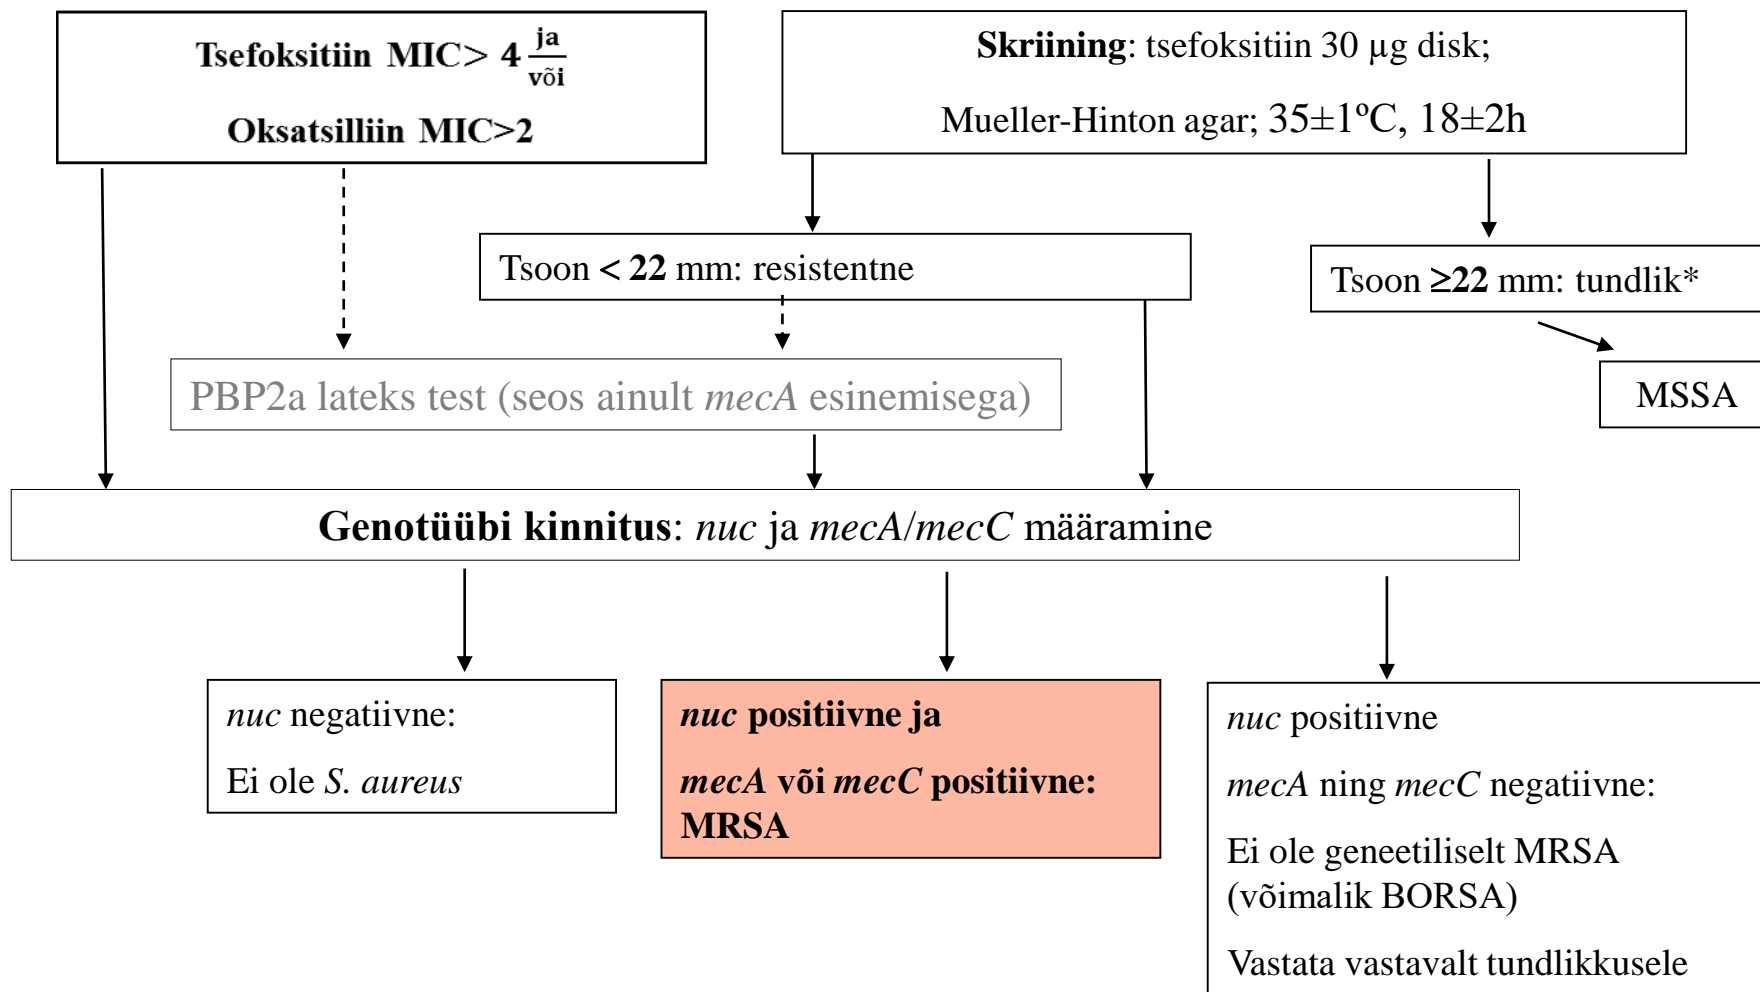 Tsefoksitiin MIC> 4 ja/või
Oksatsilliin MIC>2
Skriining: tsefoksitiin 30 µg disk;
Mueller-Hinton agar; 35±1ºC, 18±2h
Tsoon < 22 mm: resistentne
Tsoon ≥22 mm: tundlik*
PBP2a lateks test (seos ainult mecA esinemisega)
MSSA
Genotüübi kinnitus: nuc ja mecA/mecC määramine
nuc negatiivne:
Ei ole S. aureus
nuc positiivne ja
mecA või mecC positiivne:
MRSA
nuc positiivne
mecA ning mecC negatiivne:
Ei ole geneetiliselt MRSA
(võimalik BORSA)
Vastata vastavalt tundlikkusele